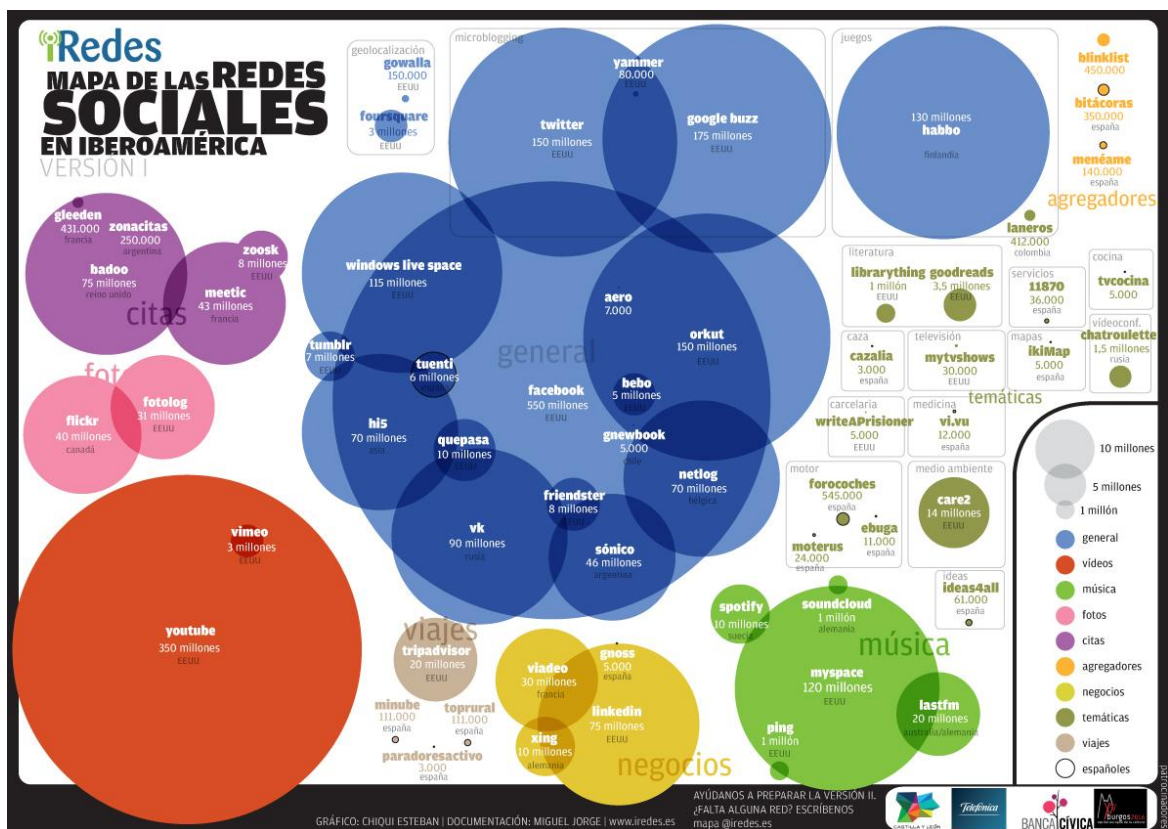 iRedes
MAPA DE LAS REDES
SOCIALES
EN IBEROAMÉRICA
VERSIÓN I
geolocalización
gowalla
150.000
EEUU
foursquare
3 millones
EEUU
microblogging
yammer
80.000
EEUU
twitter
150 millones
EEUU
google buzz
175 millones
EEUU
juegos
130 millones
habbo
finlandia
blinklist
450.000
bitácoras
350.000
españa
menéame
140.000
españa
agregadores
gleeden
431.000
francia
zonacitas
250.000
argentina
badoo
75 millones
reino unido
zoosk
8 millones
EEUU
meetic
43 millones
francia
citas
windows live space
115 millones
EEUU
aero
7.000
orkut
150 millones
EEUU
general
tumblr
7 millones
EEUU
tuenti
6 millones
facebook
550 millones
EEUU
bebo
5 millones
EEUU
hi5
70 millones
asia
quepasa
10 millones
EEUU
gnewbook
5.000
chile
netlog
70 millones
bélgica
friendster
8 millones
EEUU
vk
90 millones
rusia
sónico
46 millones
argentina
laneros
412.000
colombia
literatura
librarything
1 millón
EEUU
goodreads
3,5 millones
EEUU
servicios
11870
36.000
españa
cocina
tvcocina
5.000
caza
cazalia
3.000
españa
televisión
mytvshows
30.000
EEUU
mapas
ikiMap
5.000
españa
vídeoconf.
chatroulette
1,5 millones
rusia
temáticas
carcelaria
writeAPrisioner
5.000
EEUU
medicina
vi.vu
12.000
españa
motor
forocoches
545.000
españa
moterus
24.000
españa
ebuga
11.000
españa
medio ambiente
care2
14 millones
EEUU
ideas
ideas4all
61.000
españa
fot
flickr
40 millones
canadá
fotolog
31 millones
EEUU
vimeo
3 millones
EEUU
youtube
350 millones
EEUU
viajes
tripadvisor
20 millones
EEUU
minube
111.000
españa
toprural
111.000
españa
paradoresactivo
3.000
españa
viadeo
30 millones
francia
gnoss
5.000
españa
linkedin
75 millones
EEUU
xing
10 millones
alemania
negocios
spotify
10 millones
suecia
soundcloud
1 millón
alemania
música
myspace
120 millones
EEUU
lastfm
20 millones
australia/alemania
ping
1 millón
EEUU
10 millones
5 millones
1 millón
general
vídeos
música
fotos
citas
agregadores
negocios
temáticas
viajes
españoles
GRÁFICO: CHIQUI ESTEBAN | DOCUMENTACIÓN: MIGUEL JORGE | www.iredes.es
AYÚDANOS A PREPARAR LA VERSIÓN II.
¿FALTA ALGUNA RED? ESCRÍBENOS
mapa @iredes.es
CASTILLA Y LEÓN
Telefónica
BANCA CÍVICA
burgos2016
patrocinadores